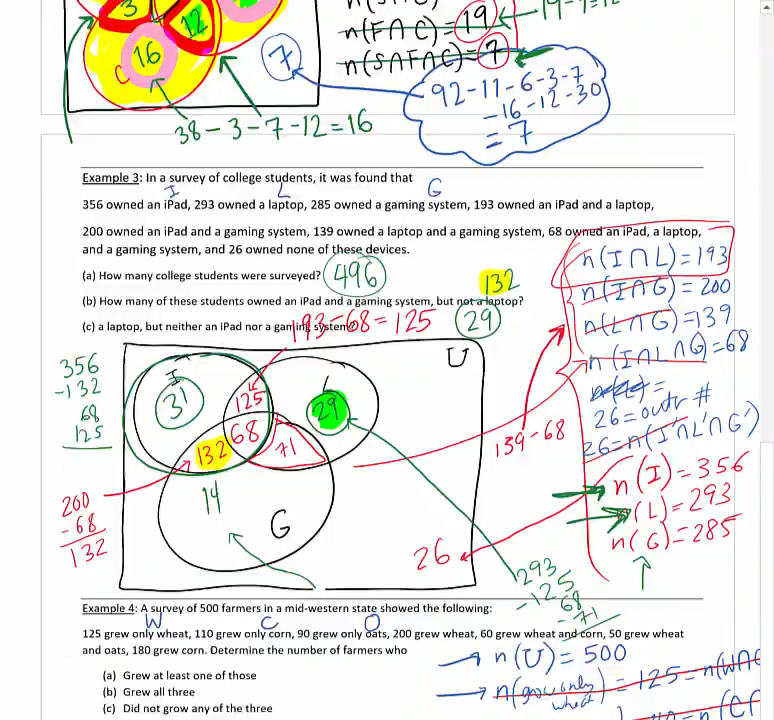 3
12
16
C
7
n(F∩C)=19
19-7=12
n(S∩F∩C)=7
92-11-6-3-7
-16-12-30
= 7
38-3-7-12=16
Example 3: In a survey of college students, it was found that
I L G
356 owned an iPad, 293 owned a laptop, 285 owned a gaming system, 193 owned an iPad and a laptop,
200 owned an iPad and a gaming system, 139 owned a laptop and a gaming system, 68 owned an iPad, a laptop,
and a gaming system, and 26 owned none of these devices.
(a) How many college students were surveyed? 496
132
(b) How many of these students owned an iPad and a gaming system, but not a laptop?
(c) a laptop, but neither an iPad nor a gaming system? 29
193-68=125
n(I∩L)=193
n(I∩G)=200
n(L∩G)=139
n(I∩L∩G)=68
26=outr #
26=n(I'∩L'∩G')
n(I)=356
(L)=293
n(G)=285
356
-132
68
125
200
-68
132
U
I
L
31
125
29
68
132
71
14
G
26
139-68
293
-125
68
-71
Example 4: A survey of 500 farmers in a mid-western state showed the following:
W C O
125 grew only wheat, 110 grew only corn, 90 grew only oats, 200 grew wheat, 60 grew wheat and corn, 50 grew wheat
and oats, 180 grew corn. Determine the number of farmers who
(a) Grew at least one of those
(b) Grew all three
(c) Did not grow any of the three
n(U)=500
n(grow only wheat)=125=n(W∩